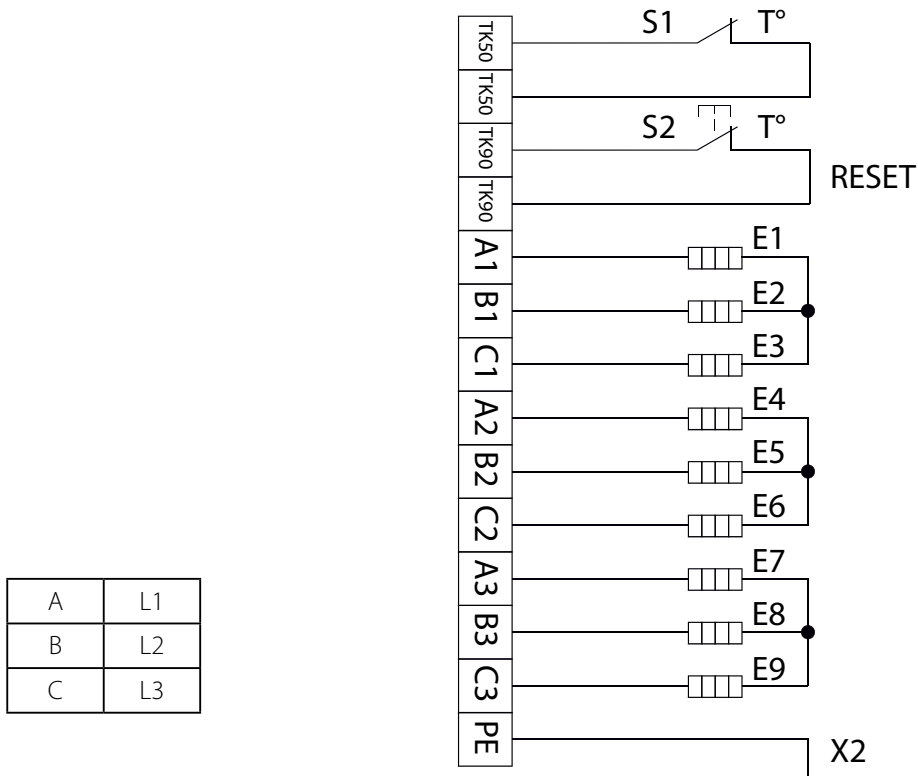 TK50
S1 T°
TK50
TK90
S2 T°
TK90
RESET
A1
E1
B1
E2
C1
E3
A2
E4
B2
E5
C2
E6
A3
E7
B3
E8
C3
E9
PE
X2
A L1
B L2
C L3